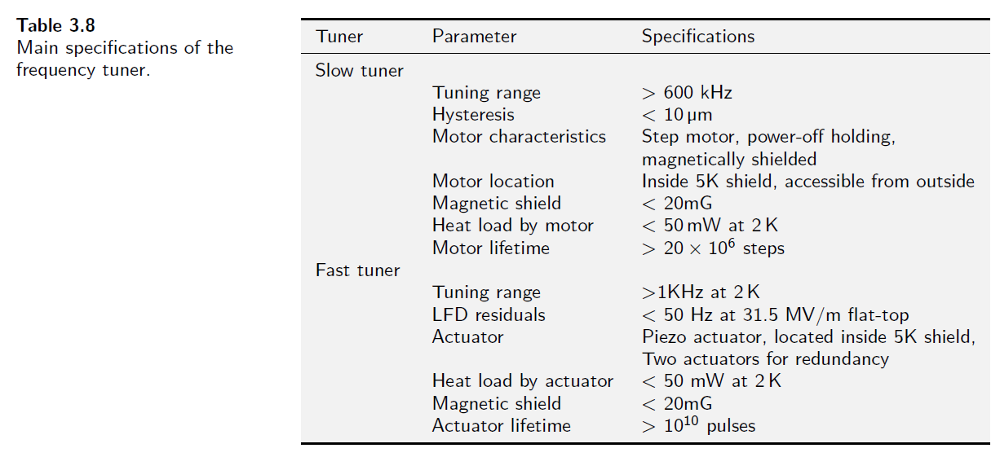 Table 3.8
Main specifications of the
frequency tuner.
Tuner Parameter Specifications
Slow tuner
Tuning range > 600 kHz
Hysteresis < 10 µm
Motor characteristics Step motor, power-off holding,
magnetically shielded
Motor location Inside 5K shield, accessible from outside
Magnetic shield < 20mG
Heat load by motor < 50 mW at 2 K
Motor lifetime > 20 × 10⁶ steps
Fast tuner
Tuning range >1KHz at 2 K
LFD residuals < 50 Hz at 31.5 MV/m flat-top
Actuator Piezo actuator, located inside 5K shield,
Two actuators for redundancy
Heat load by actuator < 50 mW at 2 K
Magnetic shield < 20mG
Actuator lifetime > 10¹⁰ pulses